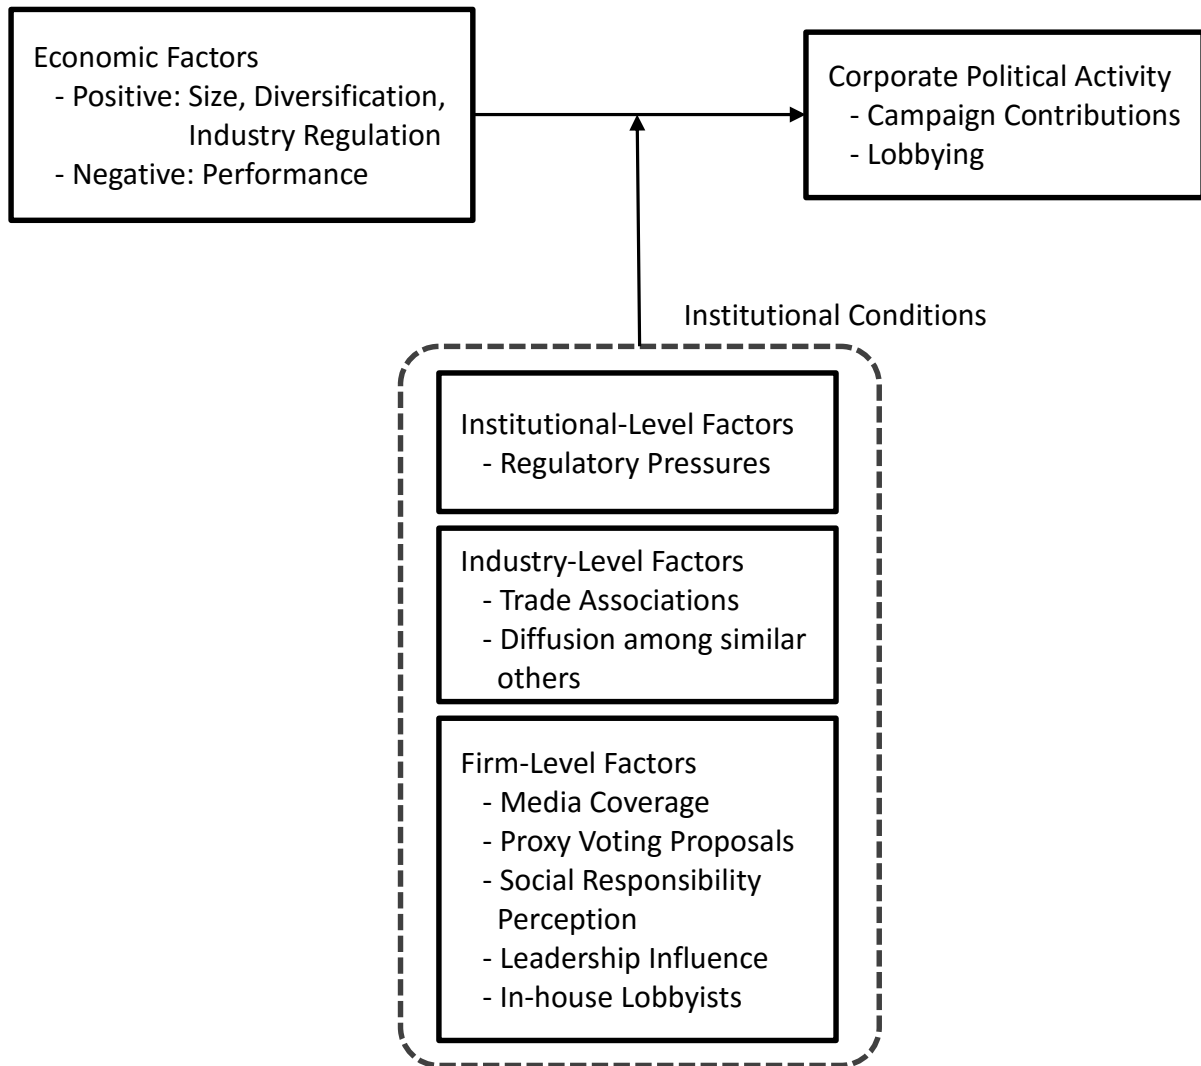 Economic Factors
- Positive: Size, Diversification,
Industry Regulation
- Negative: Performance
Corporate Political Activity
- Campaign Contributions
- Lobbying
Institutional Conditions
Institutional-Level Factors
- Regulatory Pressures
Industry-Level Factors
- Trade Associations
- Diffusion among similar
others
Firm-Level Factors
- Media Coverage
- Proxy Voting Proposals
- Social Responsibility
Perception
- Leadership Influence
- In-house Lobbyists